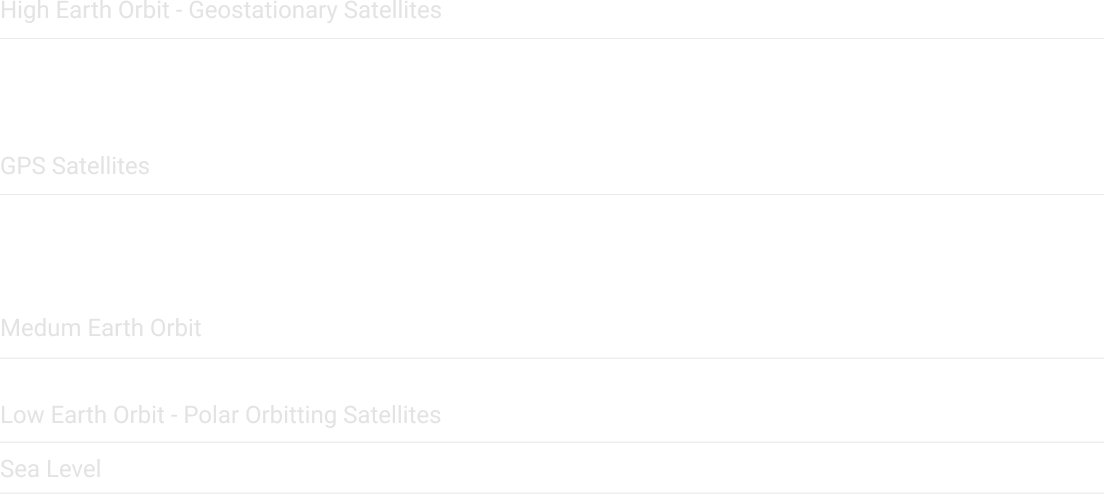 High Earth Orbit - Geostationary Satellites
GPS Satellites
Medum Earth Orbit
Low Earth Orbit - Polar Orbitting Satellites
Sea Level